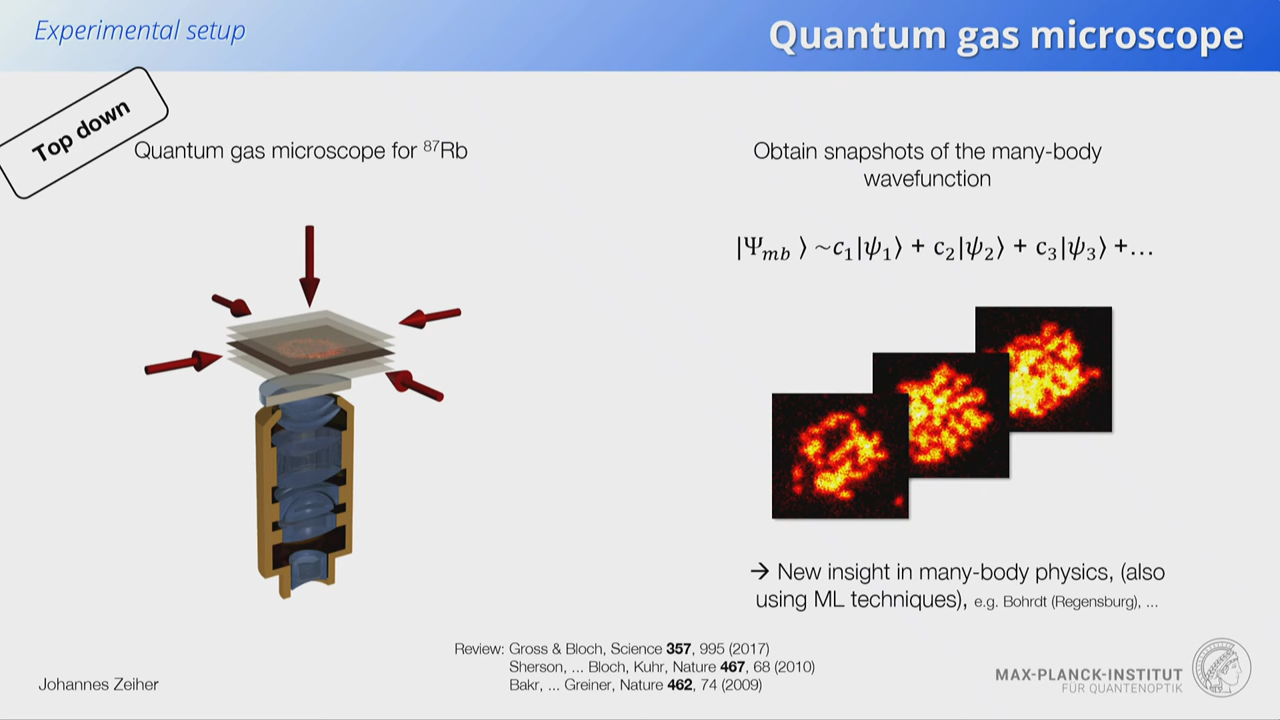 Experimental setup
Quantum gas microscope
Top down
Quantum gas microscope for ⁸⁷Rb
Obtain snapshots of the many-body
wavefunction
|Ψ_mb ⟩ ~c₁|ψ₁⟩ + c₂|ψ₂⟩ + c₃|ψ₃⟩ +…
→ New insight in many-body physics, (also
using ML techniques), e.g. Bohrdt (Regensburg), ...
Review: Gross & Bloch, Science 357, 995 (2017)
Sherson, ... Bloch, Kuhr, Nature 467, 68 (2010)
Bakr, ... Greiner, Nature 462, 74 (2009)
Johannes Zeiher
MAX-PLANCK-INSTITUT
FÜR QUANTENOPTIK